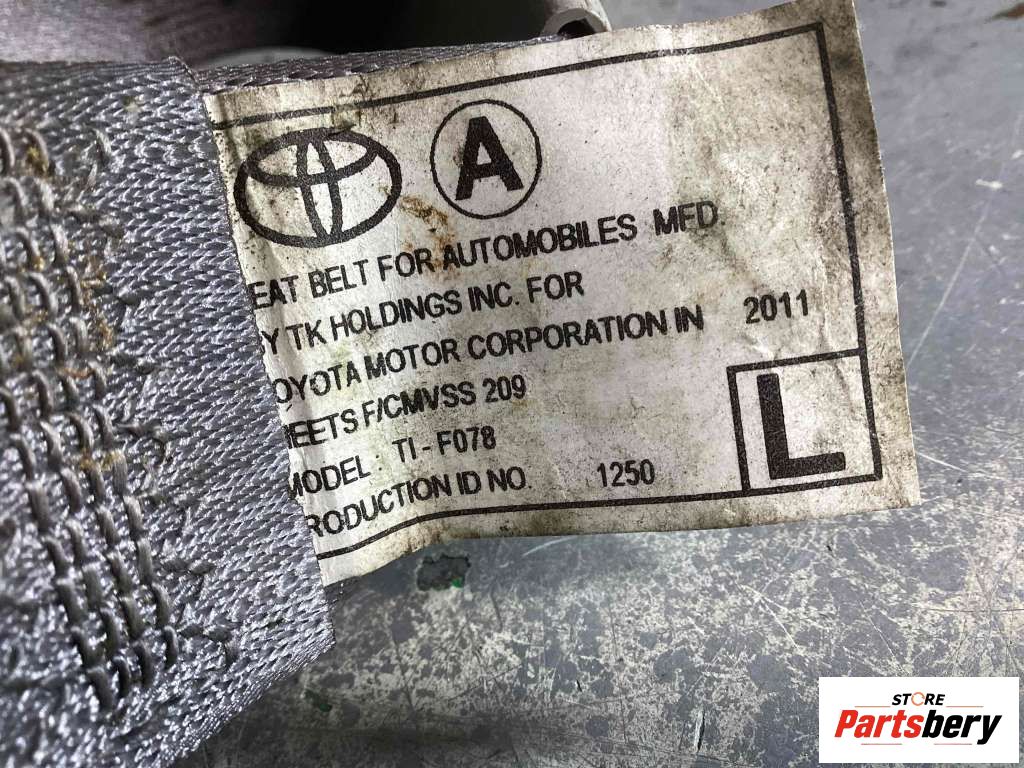 A
EAT BELT FOR AUTOMOBILES MFD.
Y TK HOLDINGS INC. FOR
OYOTA MOTOR CORPORATION IN 2011
EETS F/CMVSS 209
MODEL : TI - F078
RODUCTION ID NO. 1250
L
STORE
Partsbery